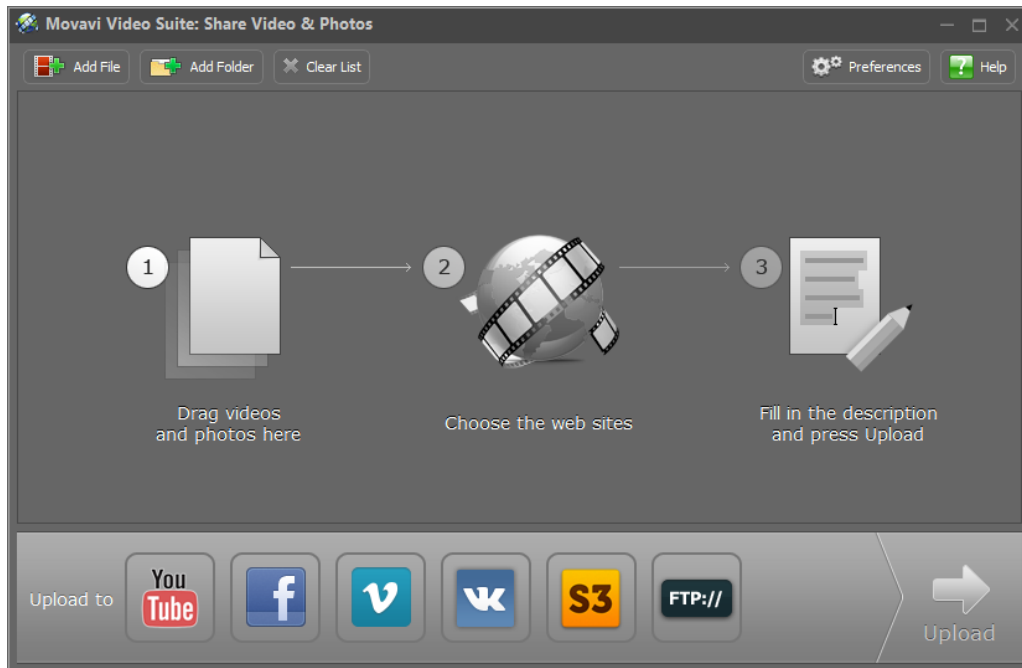 Movavi Video Suite: Share Video & Photos
Add File
Add Folder
Clear List
Preferences
?
Help
1
2
3
Drag videos
and photos here
Choose the web sites
Fill in the description
and press Upload
Upload to
You
Tube
f
v
VK
S3
FTP://
Upload